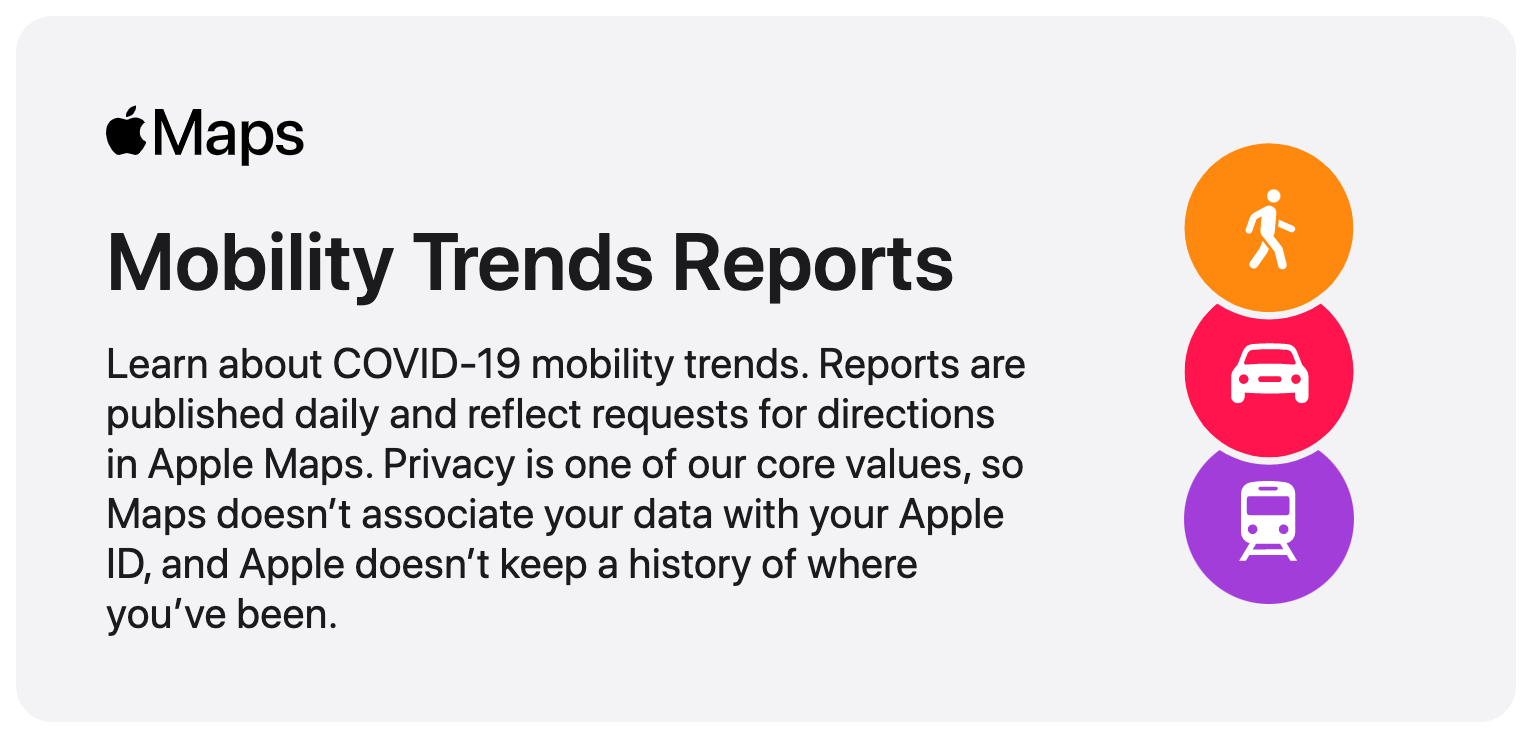 Maps
Mobility Trends Reports
Learn about COVID-19 mobility trends. Reports are
published daily and reflect requests for directions
in Apple Maps. Privacy is one of our core values, so
Maps doesn’t associate your data with your Apple
ID, and Apple doesn’t keep a history of where
you’ve been.